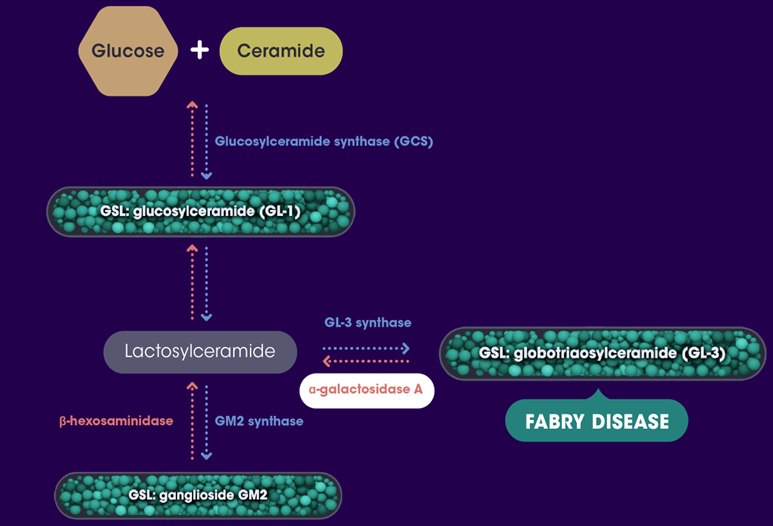 Glucose + Ceramide
Glucosylceramide synthase (GCS)
GSL: glucosylceramide (GL-1)
GL-3 synthase
Lactosylceramide
GSL: globotriaosylceramide (GL-3)
α-galactosidase A
β-hexosaminidase
GM2 synthase
FABRY DISEASE
GSL: ganglioside GM2